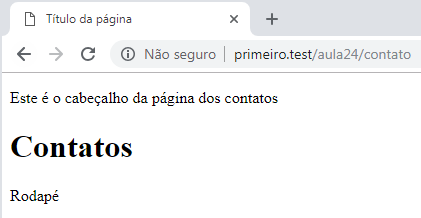 Título da página
Não seguro | primeiro.test/aula24/contato
Este é o cabeçalho da página dos contatos
Contatos
Rodapé